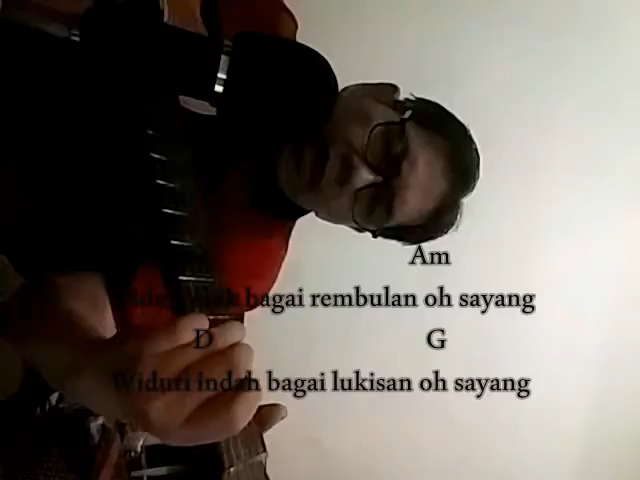 Am
bagai rembulan oh sayang
D G
Widuri indah bagai lukisan oh sayang